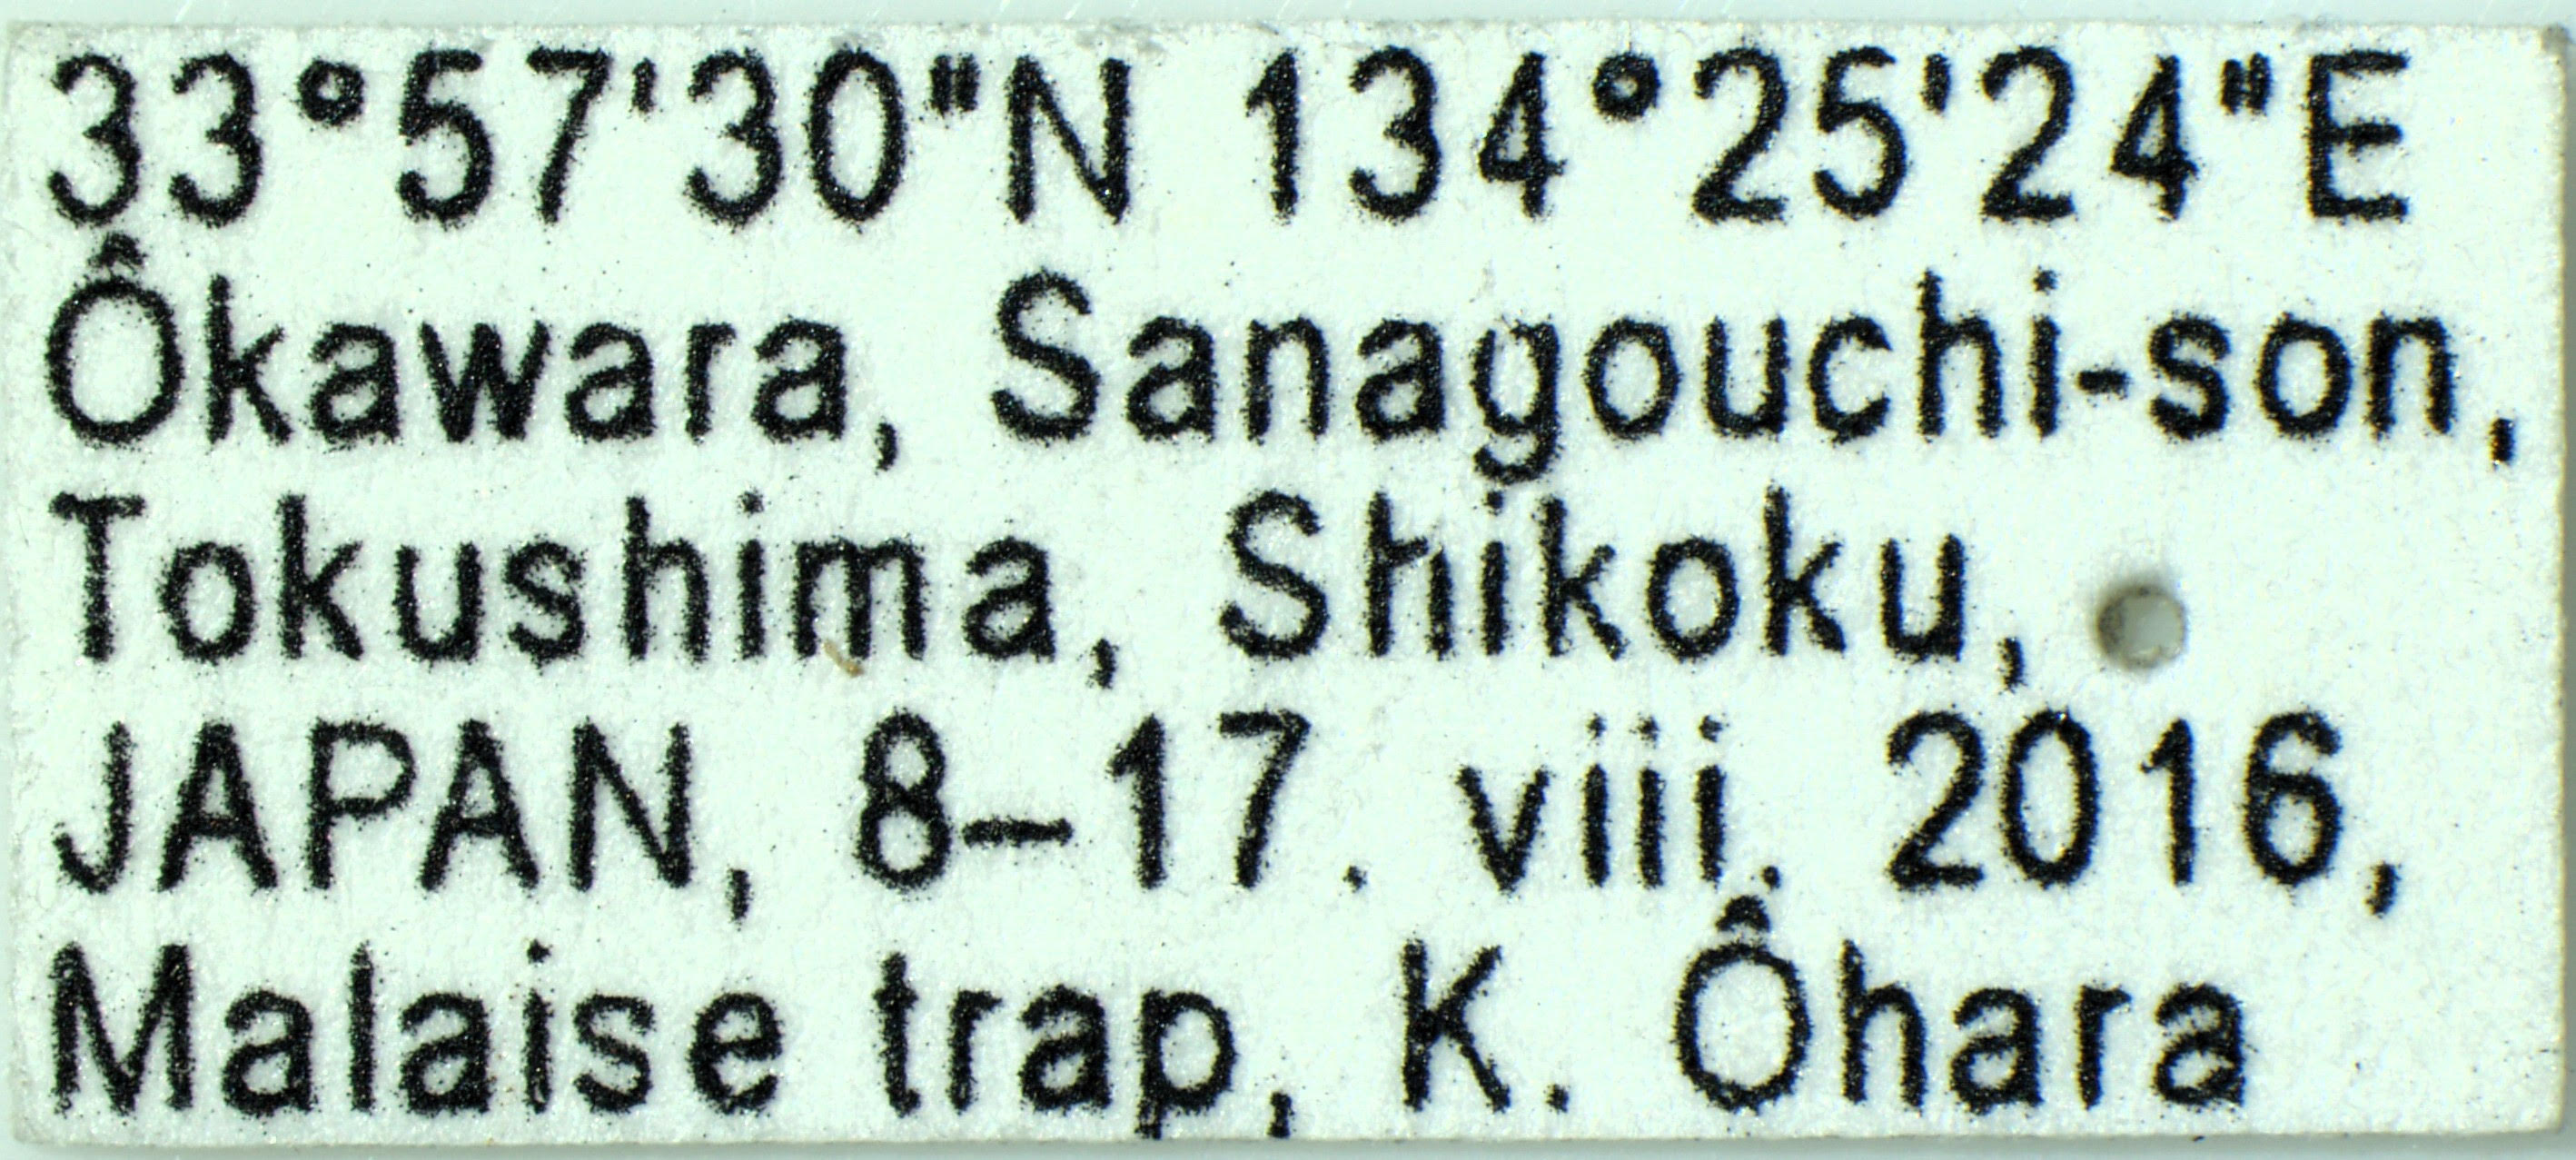 33°57'30"N 134°25'24"E
Ôkawara, Sanagouchi-son,
Tokushima, Shikoku,
JAPAN, 8–17. viii. 2016,
Malaise trap, K. Ôhara